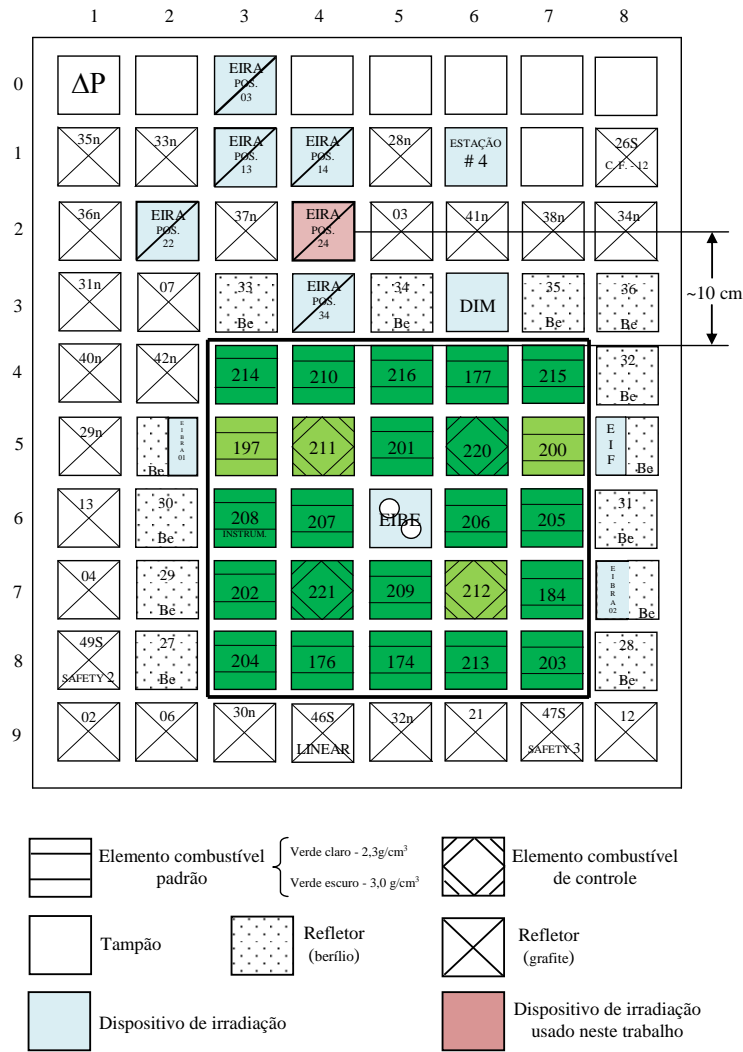 1 2 3 4 5 6 7 8
0
ΔP
EIRA
POS.
03
1
35n
33n
EIRA
POS.
13
EIRA
POS.
14
28n
ESTAÇÃO
# 4
26S
C. F. - 12
2
36n
EIRA
POS.
22
37n
EIRA
POS.
24
03
41n
38n
34n
~10 cm
3
31n
07
33
Be
EIRA
POS.
34
34
Be
DIM
35
Be
36
Be
4
40n
42n
214
210
216
177
215
32
Be
5
29n
Be
EIBRA
01
197
211
201
220
200
EIF
Be
6
13
30
Be
208
INSTRUM.
207
EIBE
206
205
31
Be
7
04
29
Be
202
221
209
212
184
EIBRA
02
Be
8
49S
SAFETY 2
27
Be
204
176
174
213
203
28
Be
9
02
06
30n
46S
LINEAR
32n
21
47S
SAFETY 3
12
Elemento combustível
padrão
Verde claro - 2,3g/cm³
Verde escuro - 3,0 g/cm³
Elemento combustível
de controle
Tampão
Refletor
(berílio)
Refletor
(grafite)
Dispositivo de irradiação
Dispositivo de irradiação
usado neste trabalho